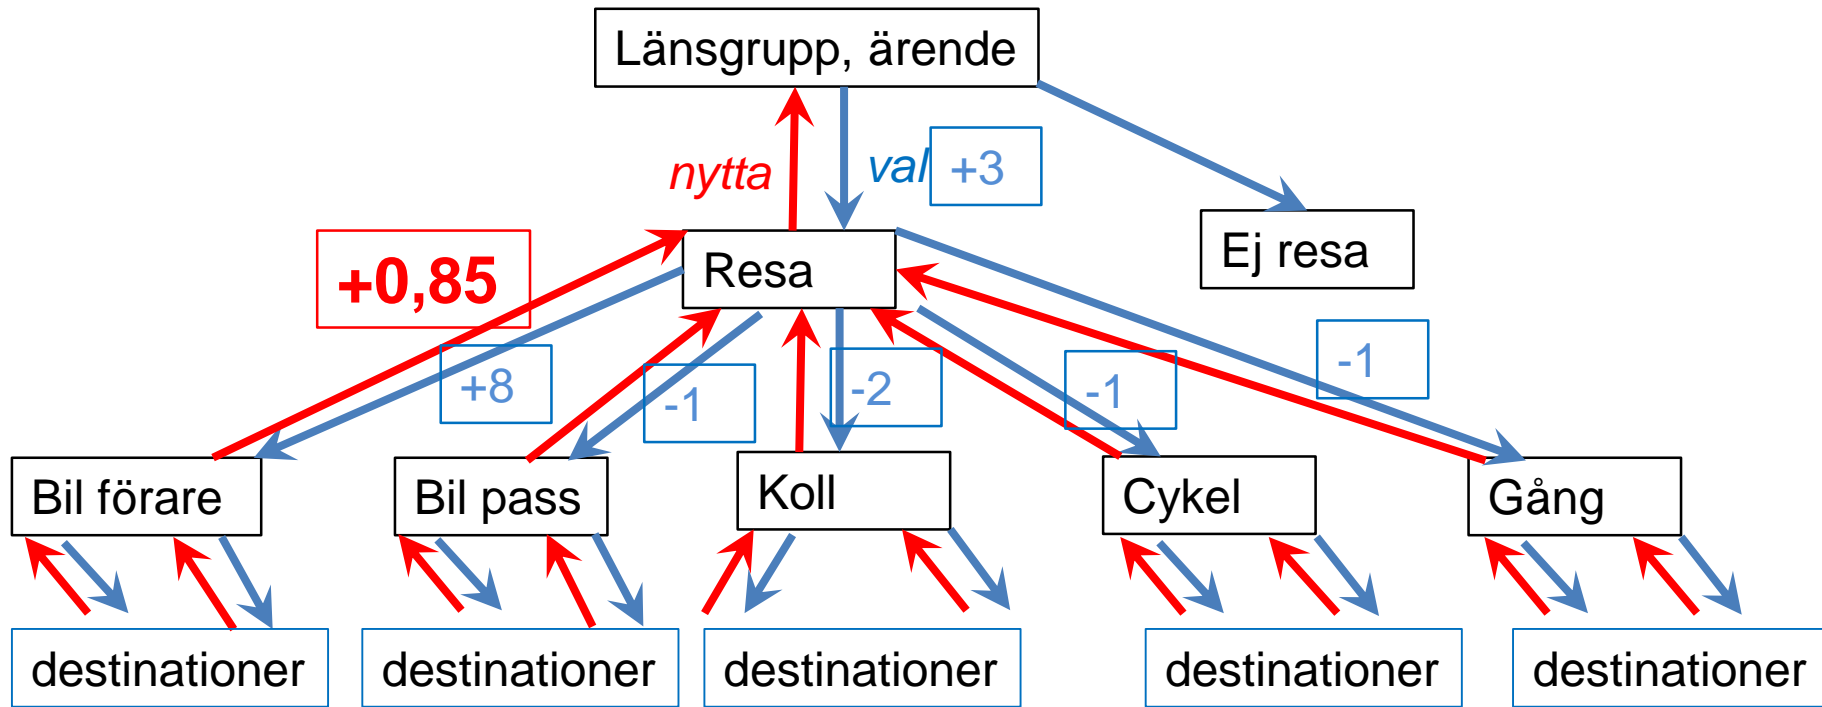 Länsgrupp, ärende
nytta
val
+3
Ej resa
+0,85
Resa
+8
-1
-2
-1
-1
Bil förare
Bil pass
Koll
Cykel
Gång
destinationer
destinationer
destinationer
destinationer
destinationer